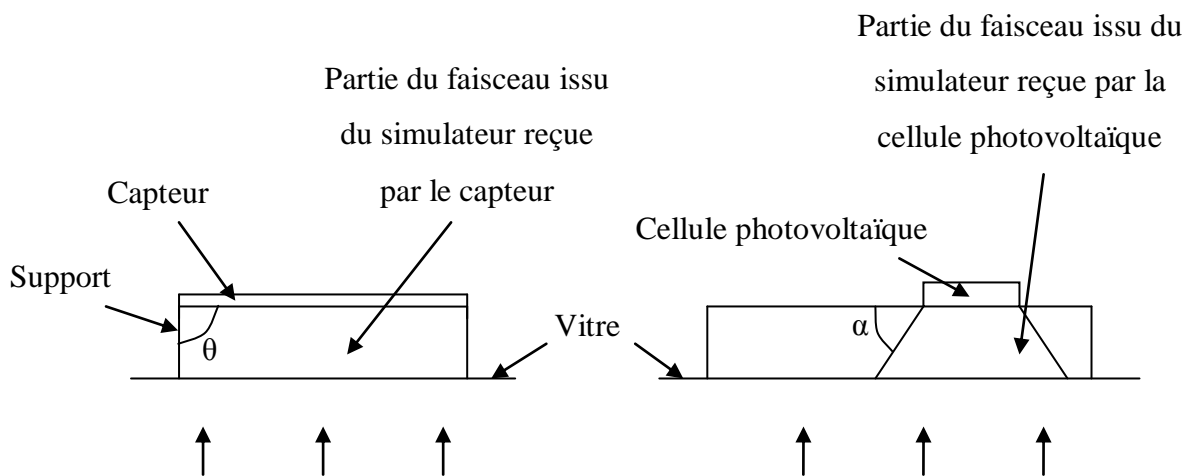 Partie du faisceau issu
du simulateur reçue
par le capteur
Capteur
Support
θ
Vitre
Partie du faisceau issu du
simulateur reçue par la
cellule photovoltaïque
Cellule photovoltaïque
α